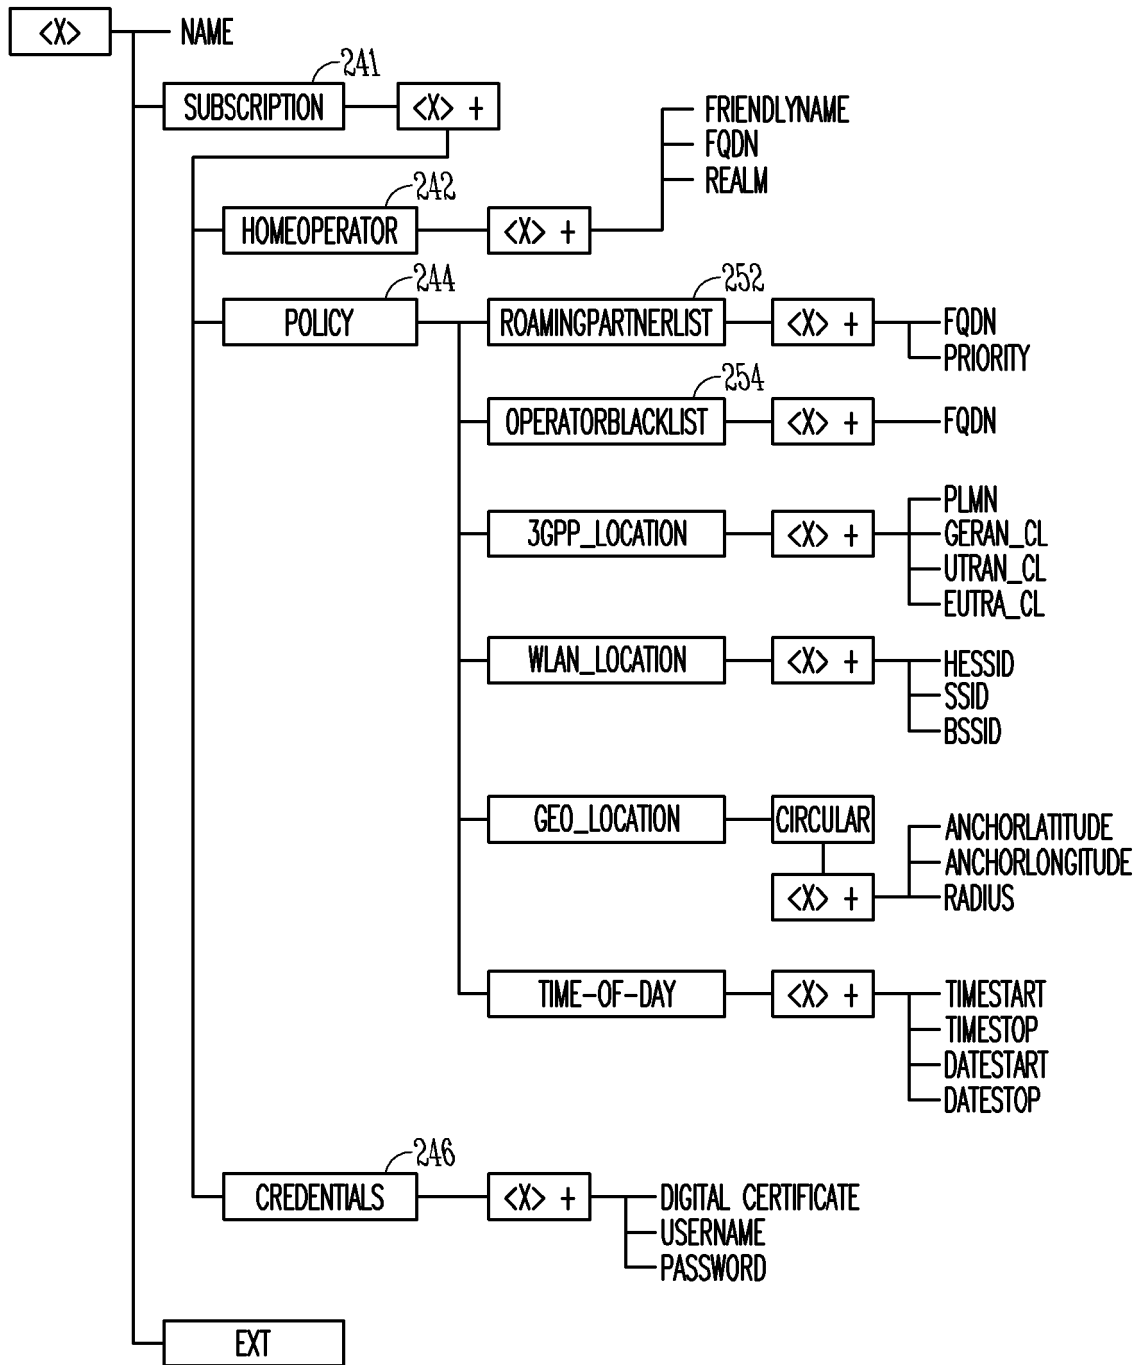 <X> NAME
241
SUBSCRIPTION <X> +
FRIENDLYNAME
FQDN
REALM
242
HOMEOPERATOR <X> +
244
252
POLICY ROAMINGPARTNERLIST <X> + FQDN
PRIORITY
254
OPERATORBLACKLIST <X> + FQDN
PLMN
3GPP_LOCATION <X> + GERAN_CL
UTRAN_CL
EUTRA_CL
WLAN_LOCATION <X> + HESSID
SSID
BSSID
GEO_LOCATION CIRCULAR ANCHORLATITUDE
ANCHORLONGITUDE
<X> + RADIUS
TIME-OF-DAY <X> + TIMESTART
TIMESTOP
DATESTART
DATESTOP
246
CREDENTIALS <X> + DIGITAL CERTIFICATE
USERNAME
PASSWORD
EXT